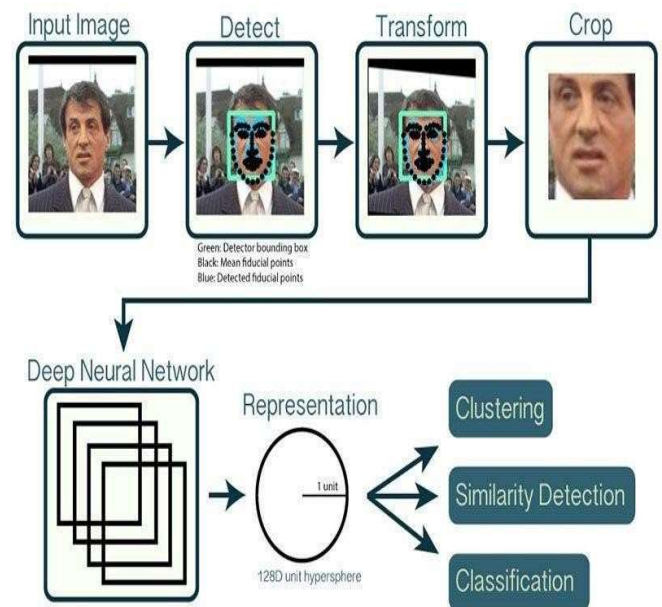 Input Image
Detect
Transform
Crop
Green: Detector bounding box
Black: Mean fiducial points
Blue: Detected fiducial points
Deep Neural Network
Representation
1 unit
128D unit hypersphere
Clustering
Similarity Detection
Classification